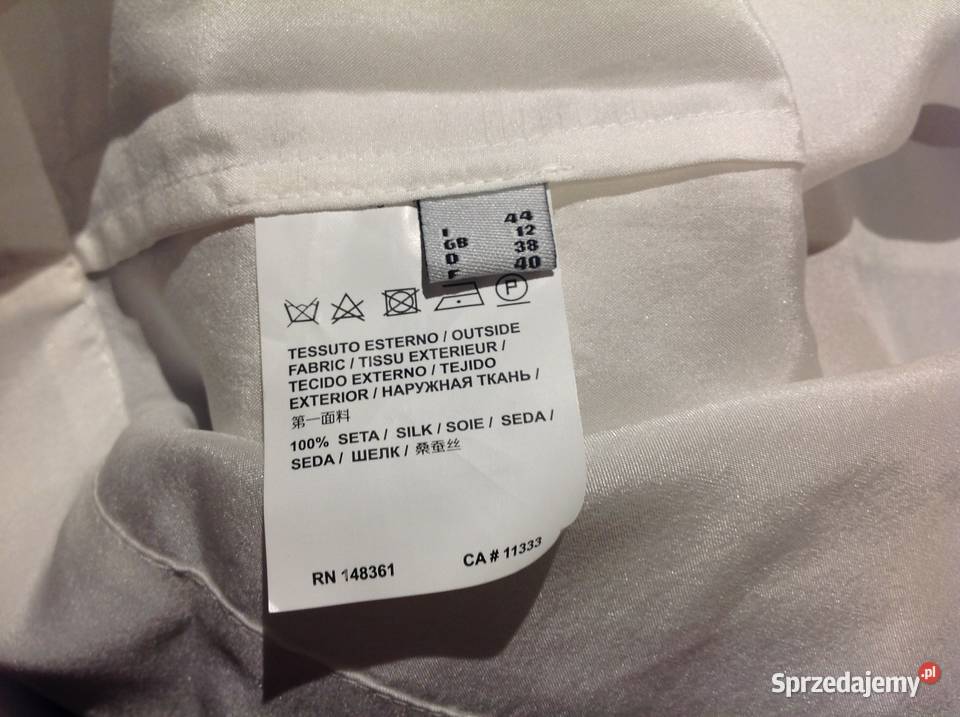 I 44
GB 12
D 38
F 40
P
TESSUTO ESTERNO / OUTSIDE
FABRIC / TISSU EXTERIEUR /
TECIDO EXTERNO / TEJIDO
EXTERIOR / НАРУЖНАЯ ТКАНЬ /
第一面料
100% SETA / SILK / SOIE / SEDA /
SEDA / ШЕЛК / 桑蚕丝
RN 148361 CA # 11333
Sprzedajemy.pl